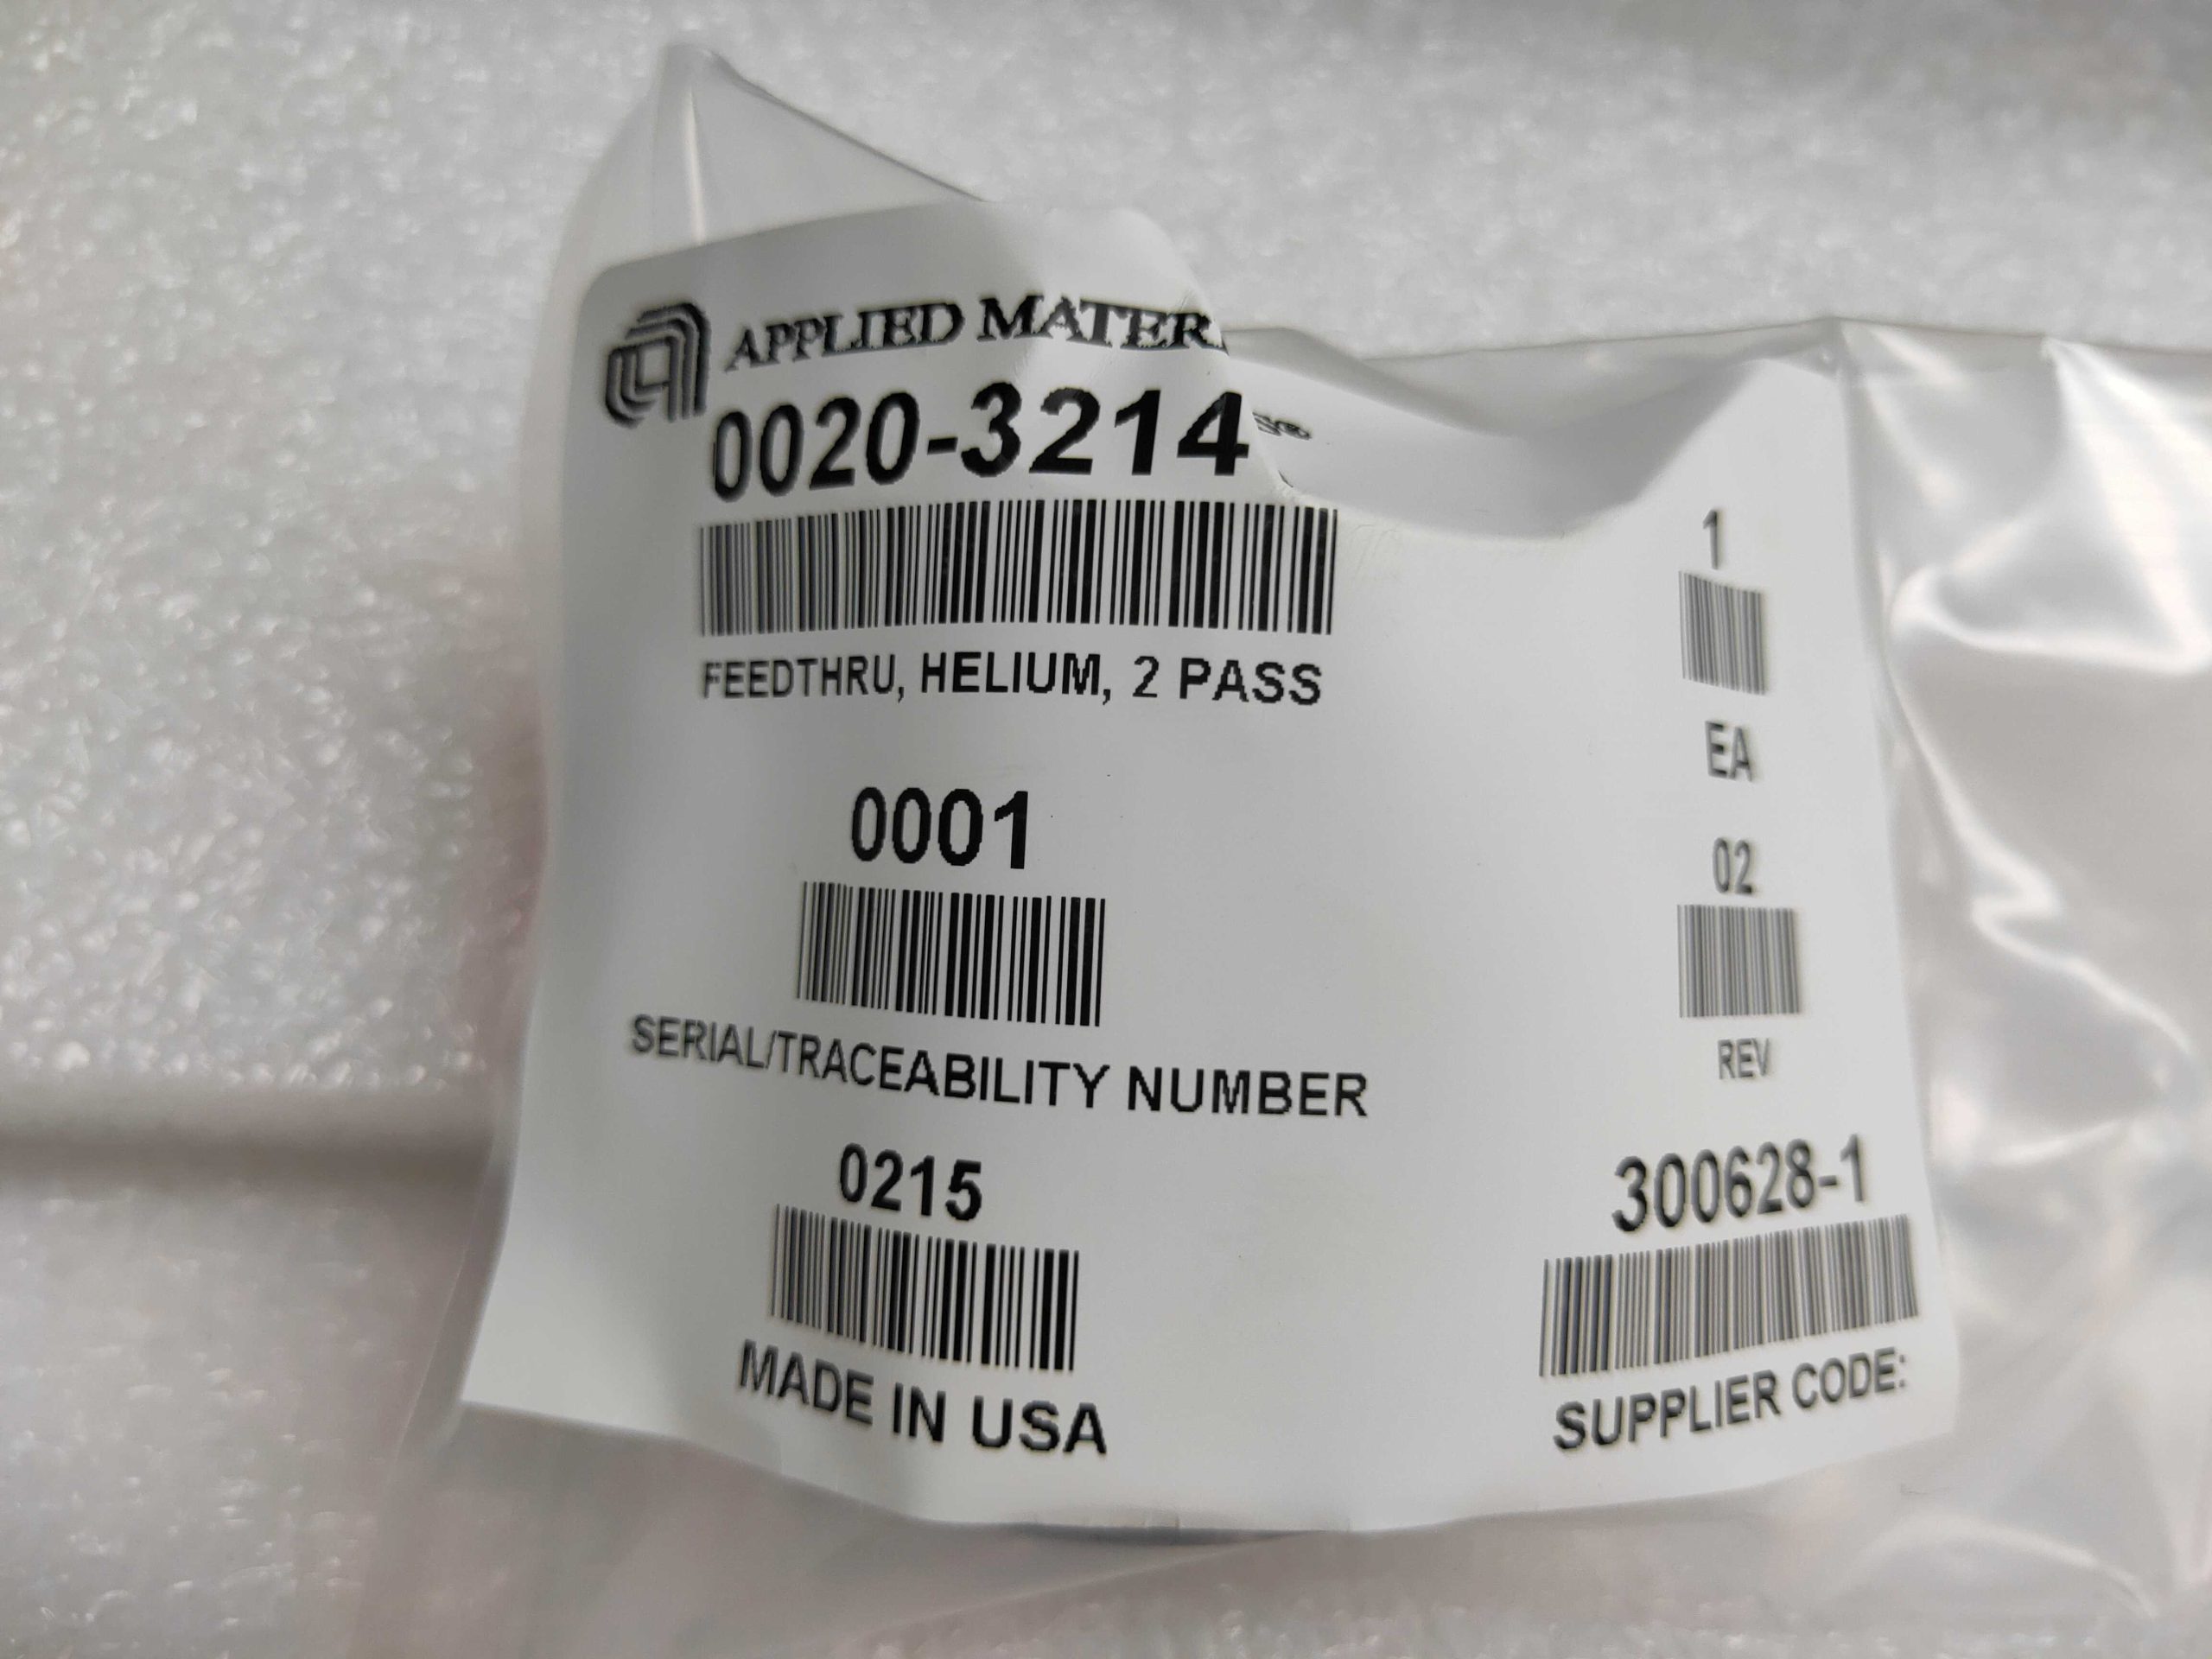 APPLIED MATER
S®
0020-3214
FEEDTHRU, HELIUM, 2 PASS
1
EA
0001
SERIAL/TRACEABILITY NUMBER
02
REV
0215
MADE IN USA
300628-1
SUPPLIER CODE: